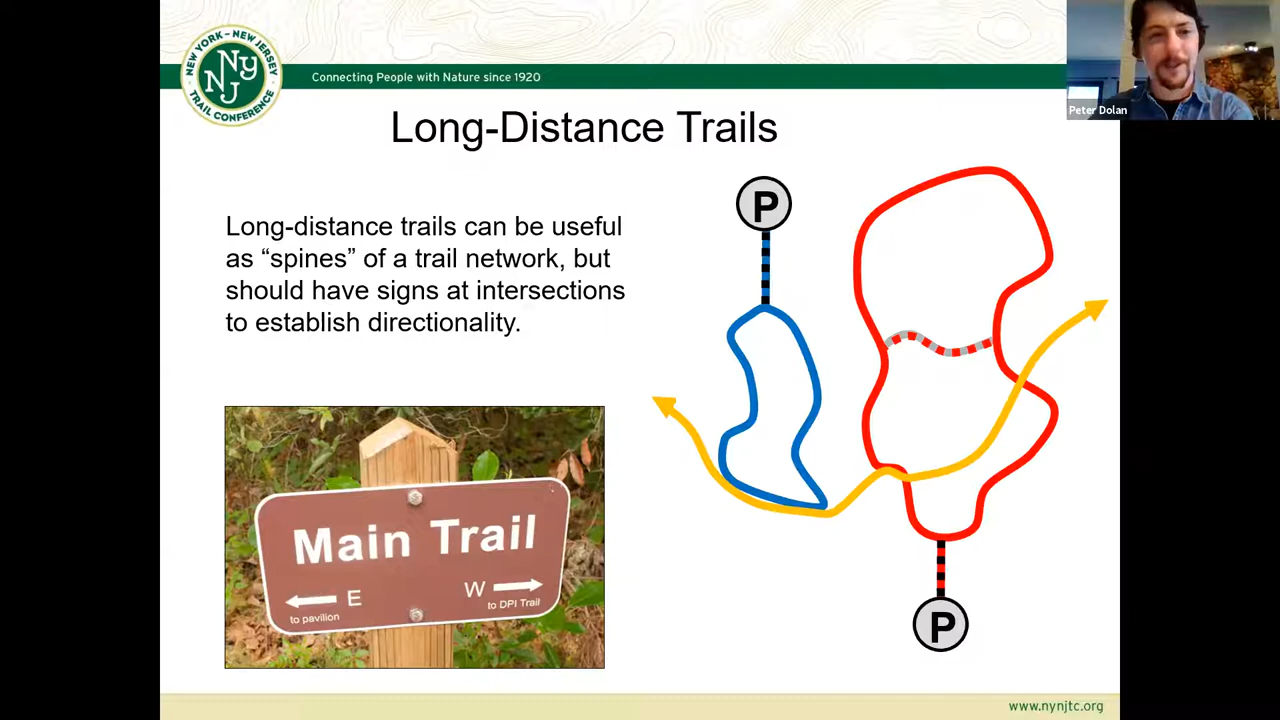 NEW YORK - NEW JERSEY
NY
NJ
TRAIL CONFERENCE
Connecting People with Nature since 1920
Peter Dolan
Long-Distance Trails
Long-distance trails can be useful
as “spines” of a trail network, but
should have signs at intersections
to establish directionality.
P
Main Trail
E
W
to pavilion
to DPI Trail
P
www.nynjtc.org